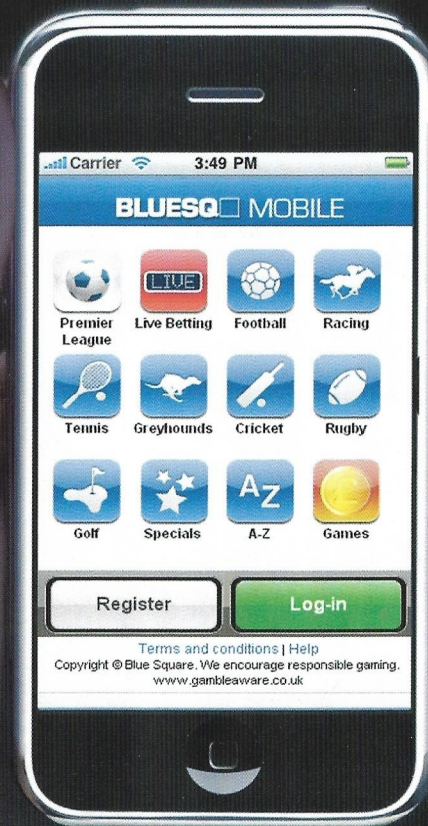 Carrier 3:49 PM
BLUESQ MOBILE
Premier League
Live Betting
LIVE
Football
Racing
Tennis
Greyhounds
Cricket
Rugby
Golf
Specials
AZ
A-Z
£
Games
Register
Log-in
Terms and conditions | Help
Copyright © Blue Square. We encourage responsible gaming.
www.gambleaware.co.uk